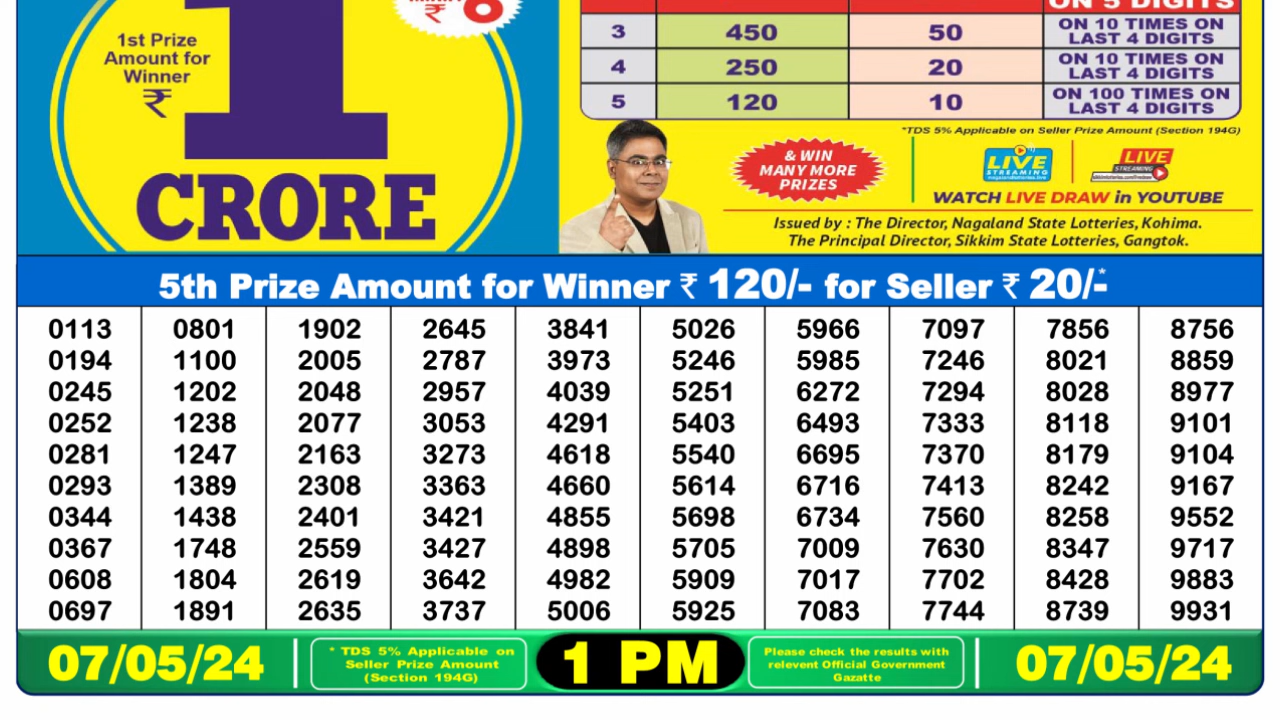 ₹ 6
ON 5 DIGITS
1st Prize
Amount for
Winner
₹
1
CRORE
3 450 50 ON 10 TIMES ON
LAST 4 DIGITS
4 250 20 ON 10 TIMES ON
LAST 4 DIGITS
5 120 10 ON 100 TIMES ON
LAST 4 DIGITS
*TDS 5% Applicable on Seller Prize Amount (Section 194G)
& WIN
MANY MORE
PRIZES
LIVE
STREAMING
nagalandlotteries.live
LIVE
STREAMING
WATCH LIVE DRAW in YOUTUBE
Issued by : The Director, Nagaland State Lotteries, Kohima.
The Principal Director, Sikkim State Lotteries, Gangtok.
5th Prize Amount for Winner ₹ 120/- for Seller ₹ 20/-*
0113 0801 1902 2645 3841 5026 5966 7097 7856 8756
0194 1100 2005 2787 3973 5246 5985 7246 8021 8859
0245 1202 2048 2957 4039 5251 6272 7294 8028 8977
0252 1238 2077 3053 4291 5403 6493 7333 8118 9101
0281 1247 2163 3273 4618 5540 6695 7370 8179 9104
0293 1389 2308 3363 4660 5614 6716 7413 8242 9167
0344 1438 2401 3421 4855 5698 6734 7560 8258 9552
0367 1748 2559 3427 4898 5705 7009 7630 8347 9717
0608 1804 2619 3642 4982 5909 7017 7702 8428 9883
0697 1891 2635 3737 5006 5925 7083 7744 8739 9931
07/05/24
* TDS 5% Applicable on
Seller Prize Amount
(Section 194G)
1 PM
Please check the results with
relevent Official Government
Gazatte
07/05/24